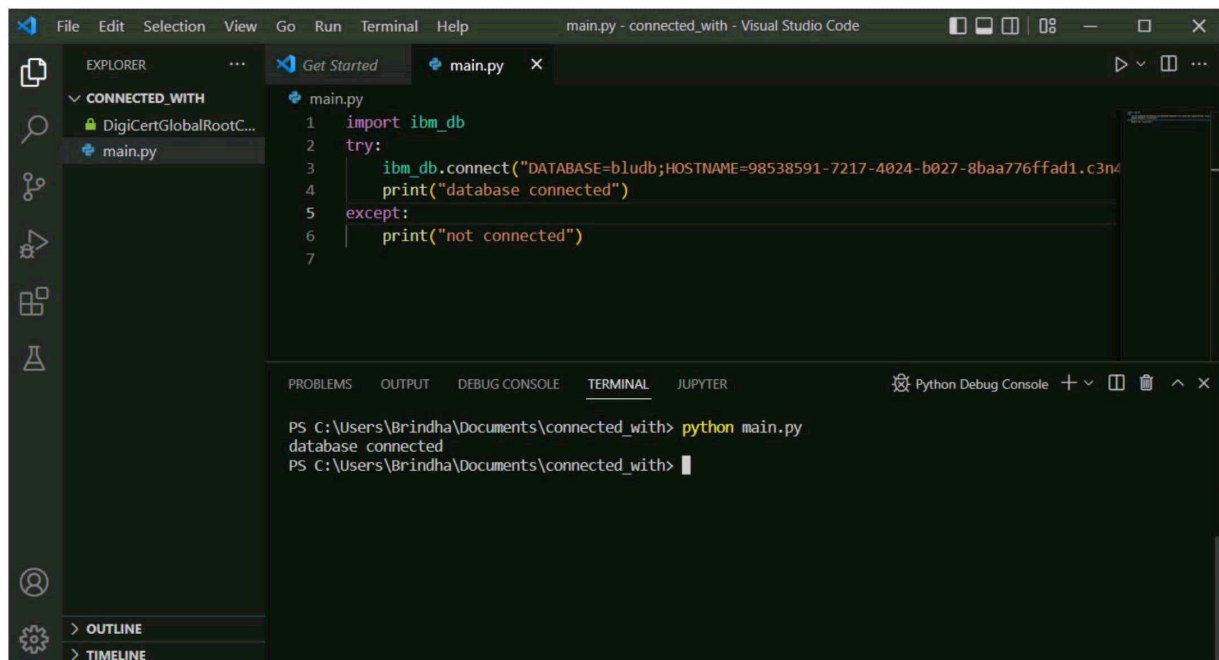 File Edit Selection View Go Run Terminal Help main.py - connected_with - Visual Studio Code
EXPLORER ...
Get Started
main.py
CONNECTED_WITH
DigiCertGlobalRootC...
main.py
main.py
1 import ibm_db
2 try:
3 ibm_db.connect("DATABASE=bludb;HOSTNAME=98538591-7217-4024-b027-8baa776ffad1.c3n4
4 print("database connected")
5 except:
6 print("not connected")
7
PROBLEMS OUTPUT DEBUG CONSOLE TERMINAL JUPYTER Python Debug Console
PS C:\Users\Brindha\Documents\connected_with> python main.py
database connected
PS C:\Users\Brindha\Documents\connected_with>
OUTLINE
TIMELINE